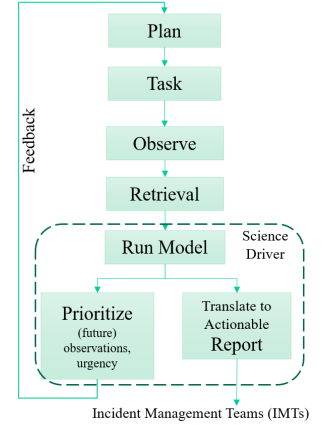 Plan
Task
Feedback
Observe
Retrieval
Science
Driver
Run Model
Prioritize
(future)
observations,
urgency
Translate to
Actionable
Report
Incident Management Teams (IMTs)